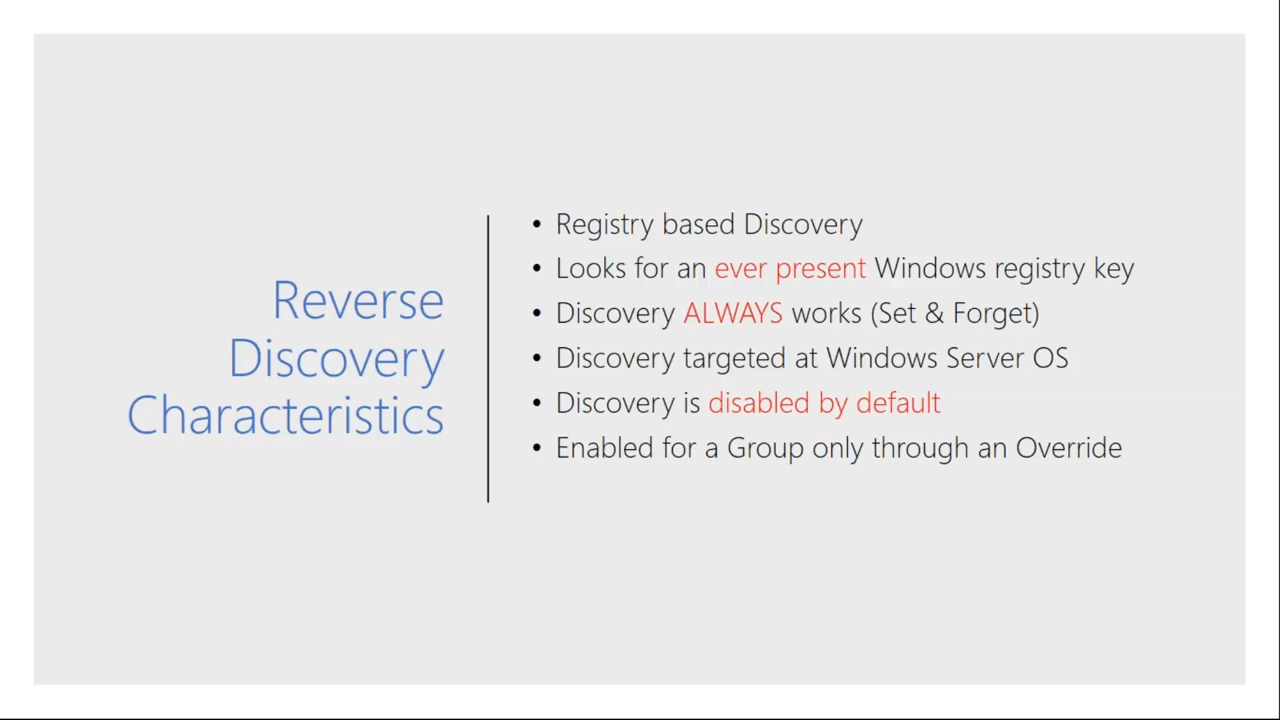 Reverse
Discovery
Characteristics
• Registry based Discovery
• Looks for an ever present Windows registry key
• Discovery ALWAYS works (Set & Forget)
• Discovery targeted at Windows Server OS
• Discovery is disabled by default
• Enabled for a Group only through an Override